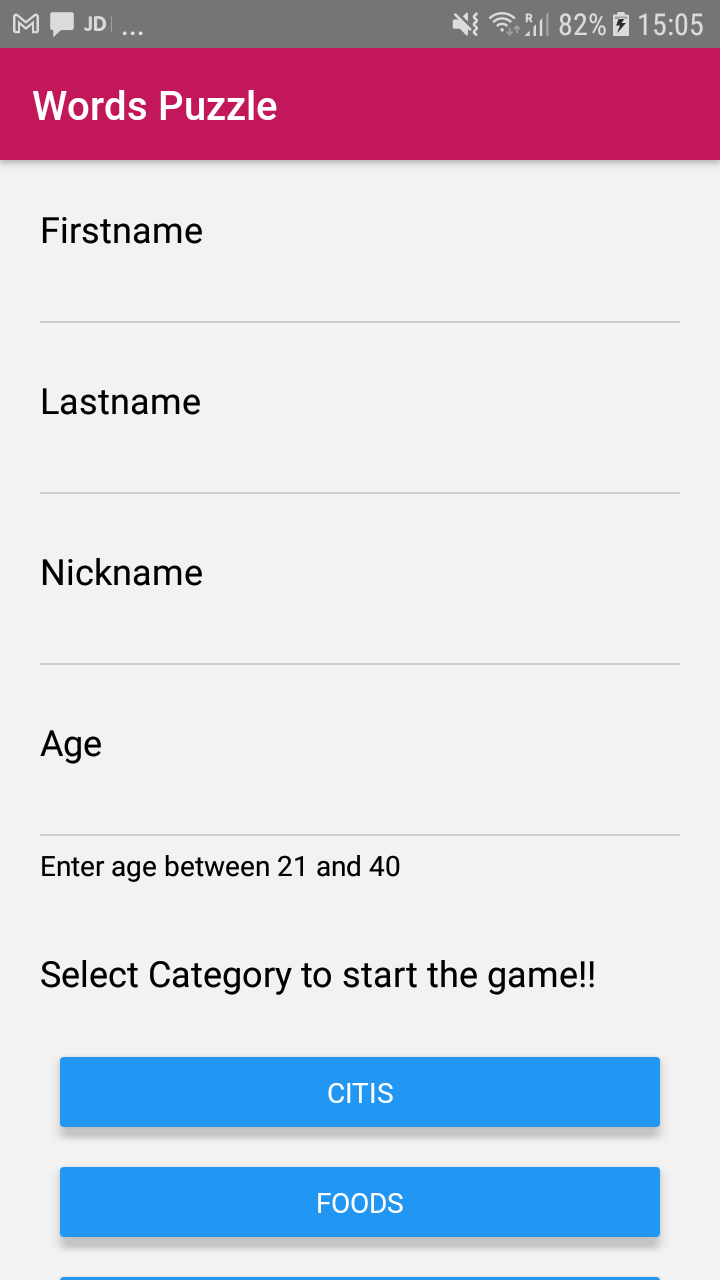 JD ... R 82% 15:05
Words Puzzle
Firstname
Lastname
Nickname
Age
Enter age between 21 and 40
Select Category to start the game!!
CITIS
FOODS